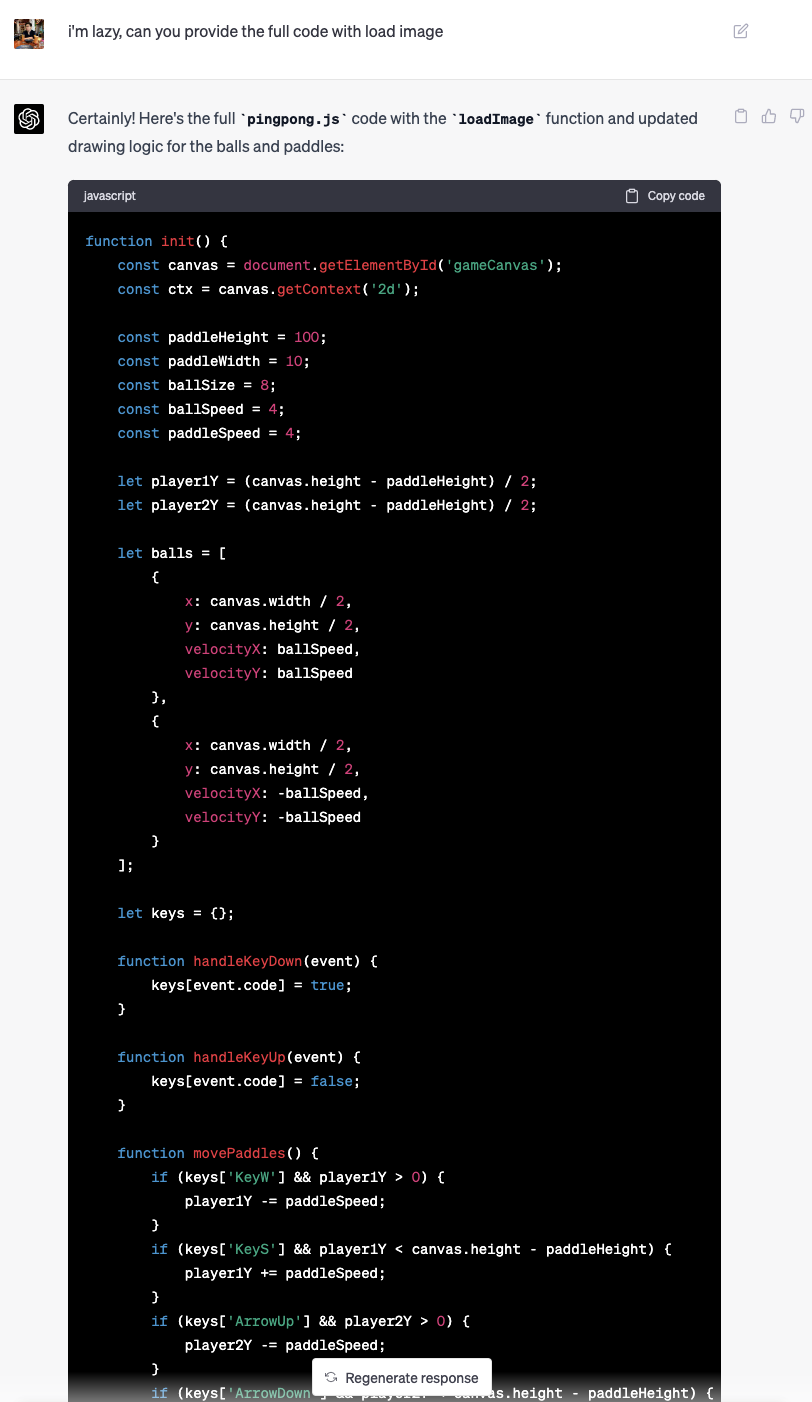 i'm lazy, can you provide the full code with load image
Certainly! Here's the full `pingpong.js` code with the `loadImage` function and updated
drawing logic for the balls and paddles:
javascript
Copy code
function init() {
    const canvas = document.getElementById('gameCanvas');
    const ctx = canvas.getContext('2d');
    const paddleHeight = 100;
    const paddleWidth = 10;
    const ballSize = 8;
    const ballSpeed = 4;
    const paddleSpeed = 4;
    let player1Y = (canvas.height - paddleHeight) / 2;
    let player2Y = (canvas.height - paddleHeight) / 2;
    let balls = [
        {
            x: canvas.width / 2,
            y: canvas.height / 2,
            velocityX: ballSpeed,
            velocityY: ballSpeed
        },
        {
            x: canvas.width / 2,
            y: canvas.height / 2,
            velocityX: -ballSpeed,
            velocityY: -ballSpeed
        }
    ];
    let keys = {};
    function handleKeyDown(event) {
        keys[event.code] = true;
    }
    function handleKeyUp(event) {
        keys[event.code] = false;
    }
    function movePaddles() {
        if (keys['KeyW'] && player1Y > 0) {
            player1Y -= paddleSpeed;
        }
        if (keys['KeyS'] && player1Y < canvas.height - paddleHeight) {
            player1Y += paddleSpeed;
        }
        if (keys['ArrowUp'] && player2Y > 0) {
            player2Y -= paddleSpeed;
        }
Regenerate response
        if (keys['ArrowDown .height - paddleHeight) {